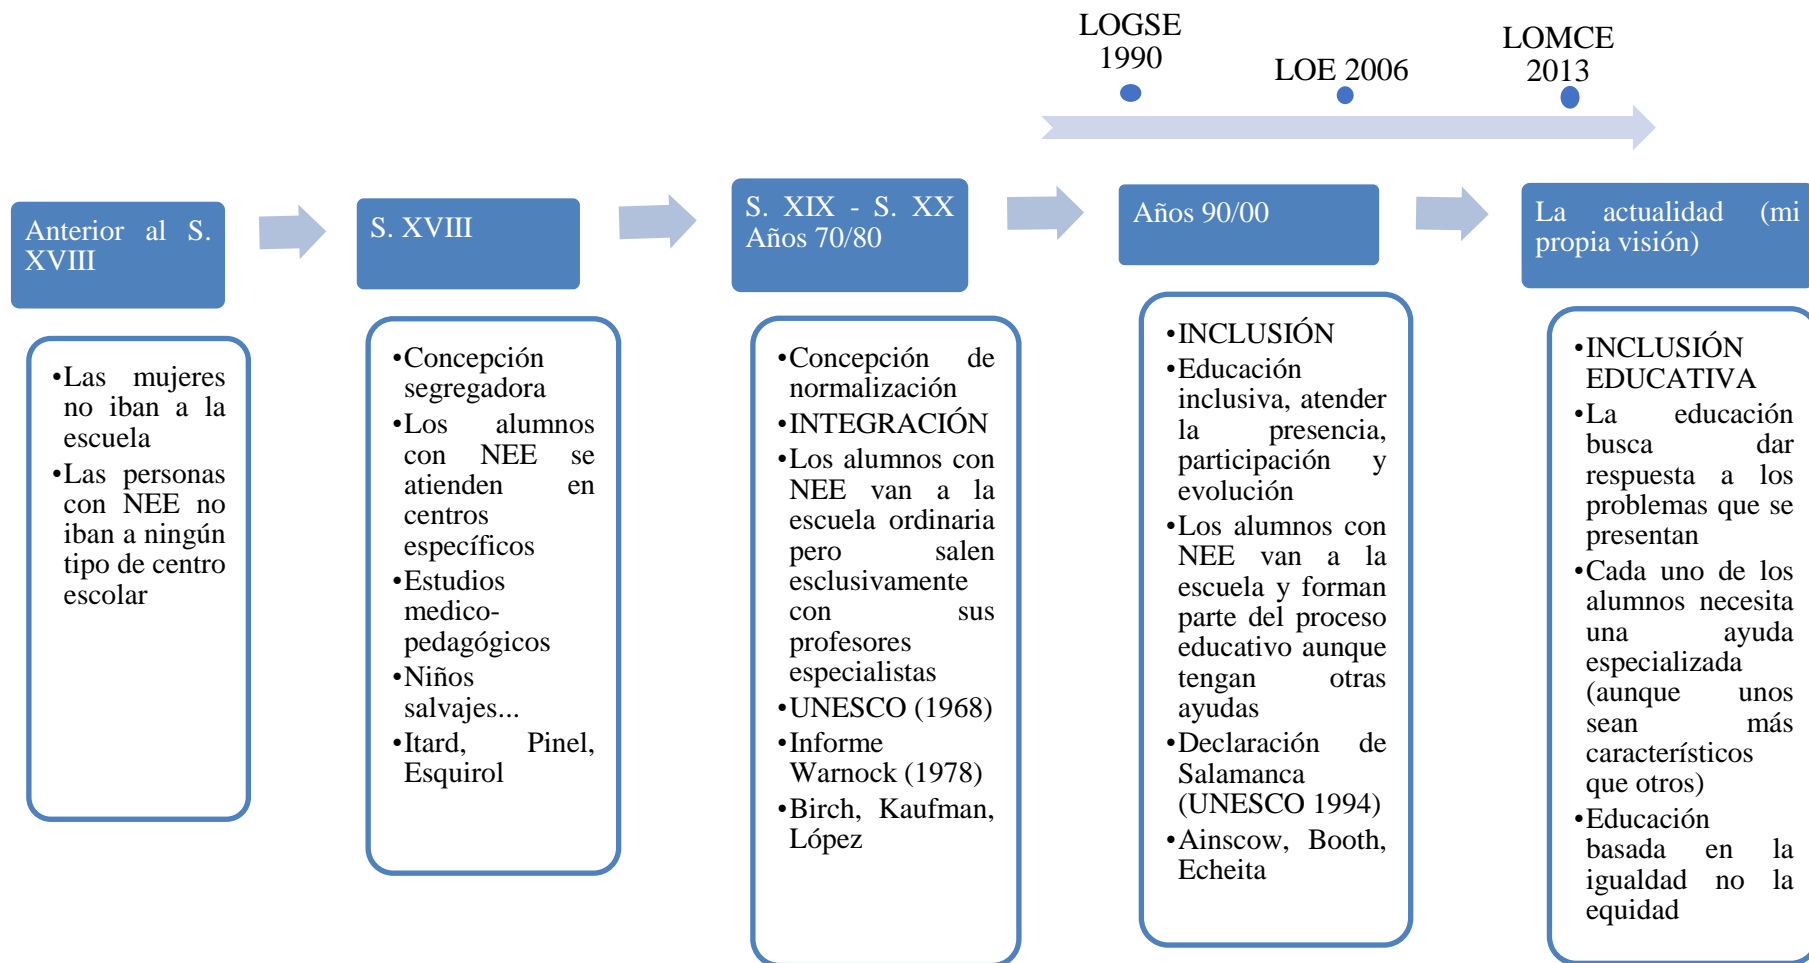 LOGSE
1990
LOE 2006
LOMCE
2013
Anterior al S.
XVIII
S. XVIII
S. XIX - S. XX
Años 70/80
Años 90/00
La actualidad (mi
propia visión)
•Las mujeres
no iban a la
escuela
•Las personas
con NEE no
iban a ningún
tipo de centro
escolar
•Concepción
segregadora
•Los alumnos
con NEE se
atienden en
centros
específicos
•Estudios
medico-
pedagógicos
•Niños
salvajes...
•Itard, Pinel,
Esquirol
•Concepción de
normalización
•INTEGRACIÓN
•Los alumnos con
NEE van a la
escuela ordinaria
pero salen
esclusivamente
con sus
profesores
especialistas
•UNESCO (1968)
•Informe
Warnock (1978)
•Birch, Kaufman,
López
•INCLUSIÓN
•Educación
inclusiva, atender
la presencia,
participación y
evolución
•Los alumnos con
NEE van a la
escuela y forman
parte del proceso
educativo aunque
tengan otras
ayudas
•Declaración de
Salamanca
(UNESCO 1994)
•Ainscow, Booth,
Echeita
•INCLUSIÓN
EDUCATIVA
•La educación
busca dar
respuesta a los
problemas que se
presentan
•Cada uno de los
alumnos necesita
una ayuda
especializada
(aunque unos
sean más
característicos
que otros)
•Educación
basada en la
igualdad no la
equidad